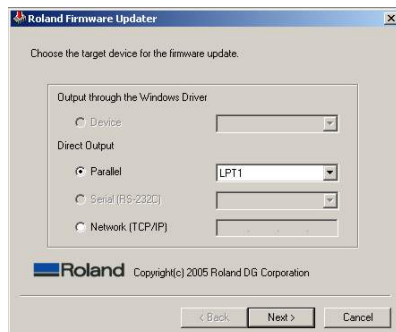 Roland Firmware Updater
Choose the target device for the firmware update.
Output through the Windows Driver
Device
Direct Output
Parallel
LPT1
Serial (RS-232C)
Network (TCP/IP)
Roland Copyright(c) 2005 Roland DG Corporation
< Back Next > Cancel